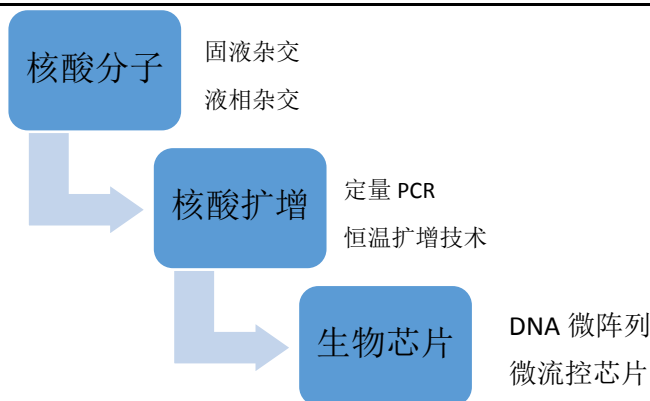 核酸分子
固液杂交
液相杂交
核酸扩增
定量 PCR
恒温扩增技术
生物芯片
DNA 微阵列
微流控芯片